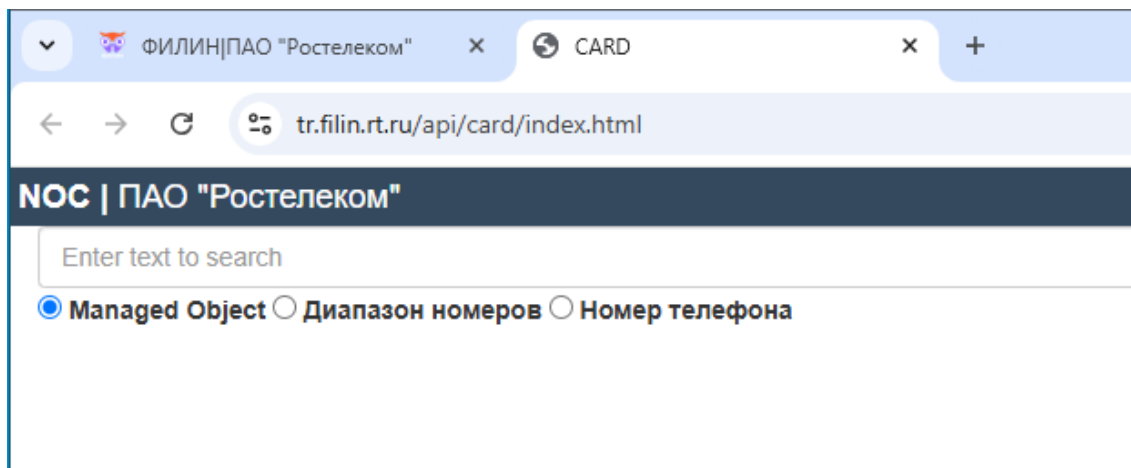 ФИЛИН|ПАО "Ростелеком" CARD
tr.filin.rt.ru/api/card/index.html
NOC | ПАО "Ростелеком"
Enter text to search
Managed Object Диапазон номеров Номер телефона